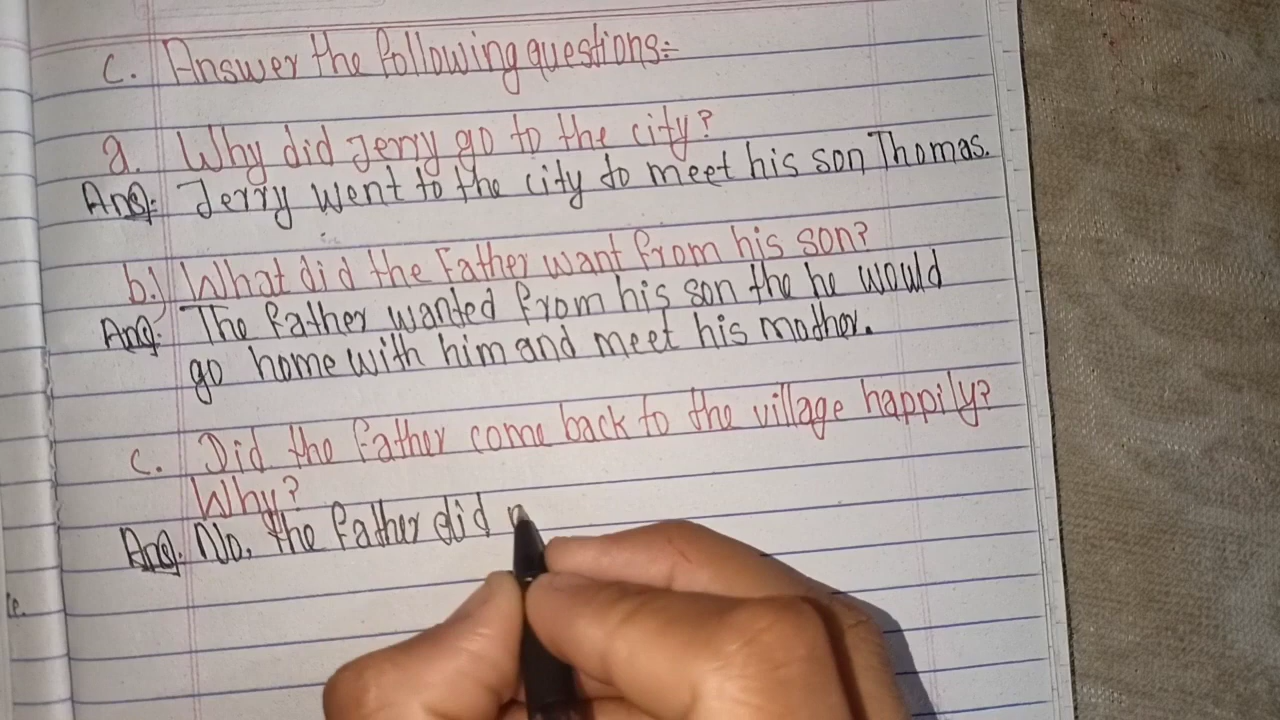 C. Answer the following questions:-
a. Why did Jerry go to the city?
Ans: Jerry went to the city to meet his son Thomas.
b.) What did the Father want from his son?
Ans: The father wanted from his son the he would
go home with him and meet his mother.
c. Did the Father come back to the village happily?
Why?
Ans: No, the father did n